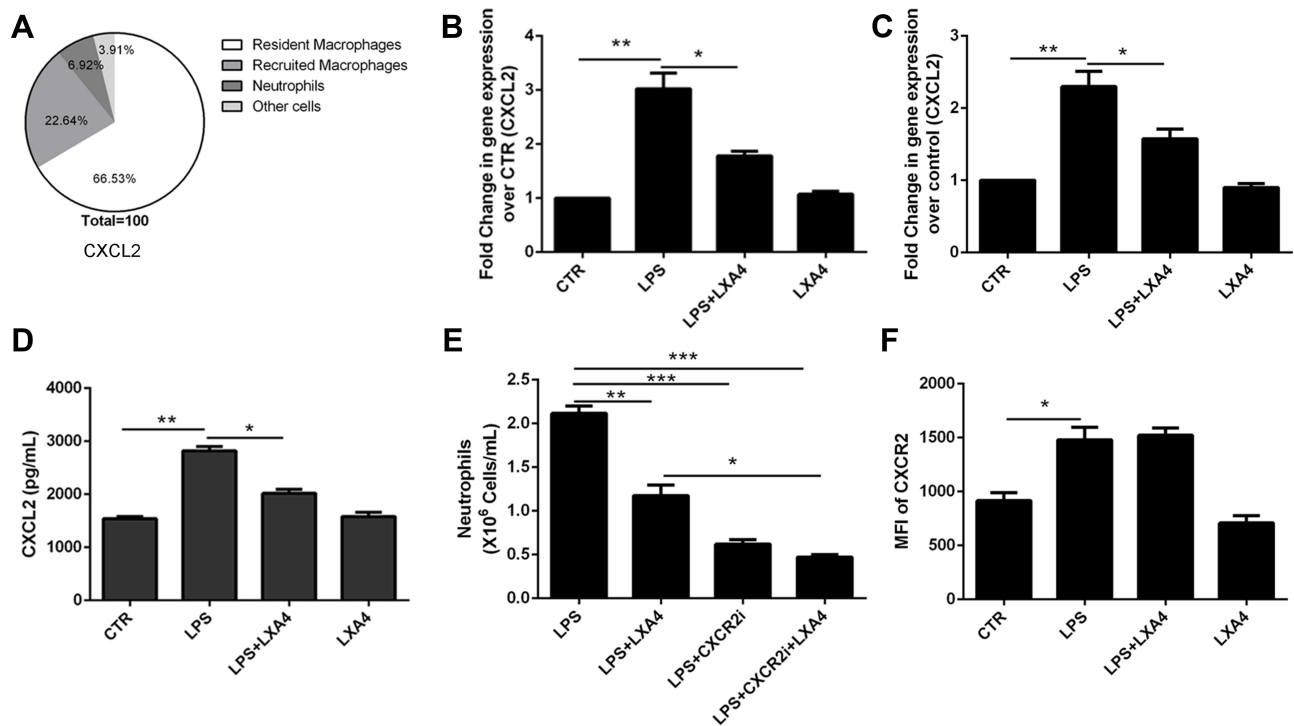 A
3.91%
6.92%
22.64%
66.53%
Total=100
CXCL2
Resident Macrophages
Recruited Macrophages
Neutrophils
Other cells
B
Fold Change in gene expression
over CTR (CXCL2)
4
3
2
1
0
**
*
CTR
LPS
LPS+LXA4
LXA4
C
Fold Change in gene expression
over control (CXCL2)
3
2
1
0
**
*
CTR
LPS
LPS+LXA4
LXA4
D
CXCL2 (pg/mL)
4000
3000
2000
1000
0
**
*
CTR
LPS
LPS+LXA4
LXA4
E
Neutrophils
(X10⁶ Cells/mL)
2.5
2.0
1.5
1.0
0.5
0.0
***
***
**
*
LPS
LPS+LXA4
LPS+CXCR2i
LPS+CXCR2i+LXA4
F
MFI of CXCR2
2000
1500
1000
500
0
*
CTR
LPS
LPS+LXA4
LXA4